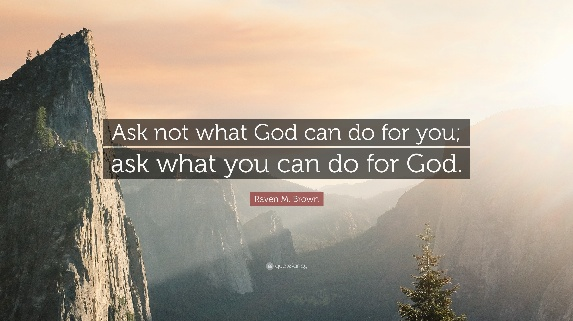 Ask not what God can do for you;
ask what you can do for God.
Raven M. Brown